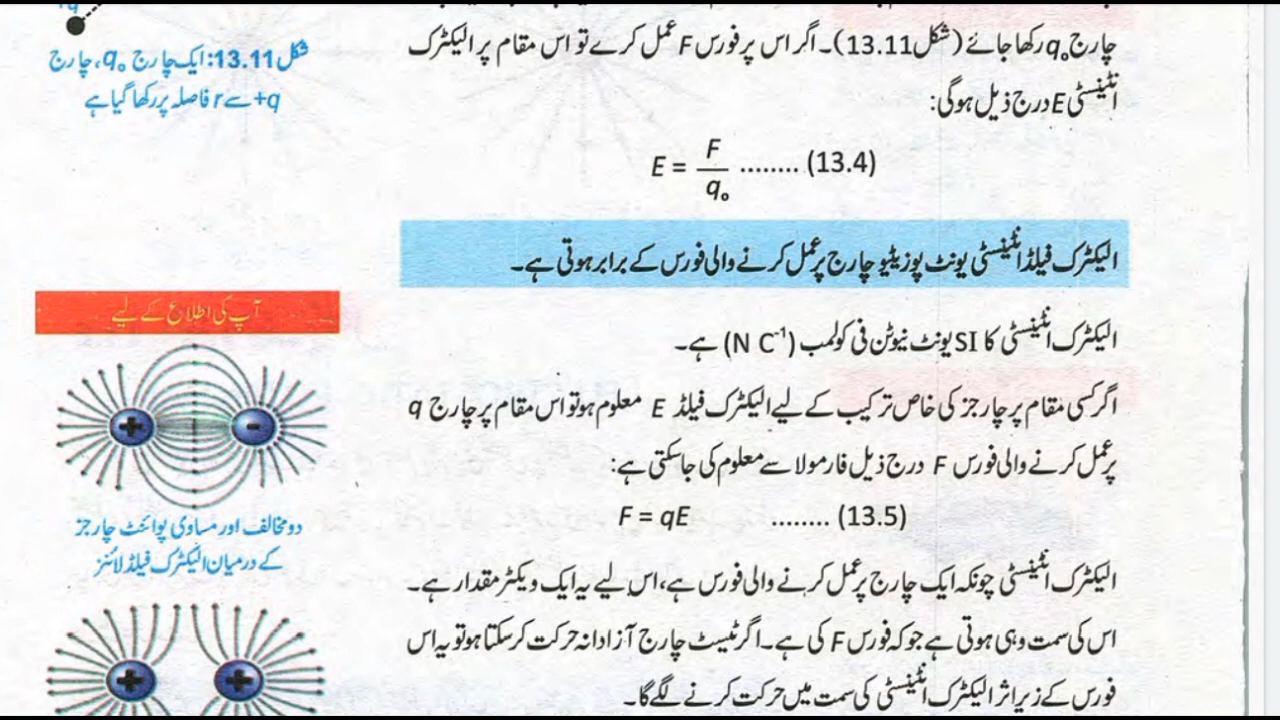 چارج q₀ رکھا جائے (شکل 13.11)۔ اگر اس پر فورس F عمل کرے تو اس مقام پر الیکٹرک
انٹینسٹی E درج ذیل ہوگی:
E = F / q₀ ........ (13.4)
الیکٹرک فیلڈ انٹینسٹی یونٹ پوزیٹیو چارج پر عمل کرنے والی فورس کے برابر ہوتی ہے۔
الیکٹرک انٹینسٹی کا SI یونٹ نیوٹن فی کولمب (N C⁻¹) ہے۔
اگر کسی مقام پر چارجز کی خاص ترکیب کے لیے الیکٹرک فیلڈ E معلوم ہو تو اس مقام پر چارج q
پر عمل کرنے والی فورس F درج ذیل فارمولا سے معلوم کی جاسکتی ہے:
F = qE ........ (13.5)
الیکٹرک انٹینسٹی چونکہ ایک چارج پر عمل کرنے والی فورس ہے، اس لیے یہ ایک ویکٹر مقدار ہے۔
اس کی سمت وہی ہوتی ہے جو کہ فورس F کی ہے۔ اگر ٹیسٹ چارج آزادانہ حرکت کرسکتا ہو تو یہ اس
فورس کے زیر اثر الیکٹرک انٹینسٹی کی سمت میں حرکت کرنے لگے گا۔
+q
شکل 13.11: ایک چارج q₀، چارج
+q سے r فاصلہ پر رکھا گیا ہے
آپ کی اطلاع کے لیے
+ -
دو مخالف اور مساوی پوائنٹ چارجز
کے درمیان الیکٹرک فیلڈ لائنز
+ +